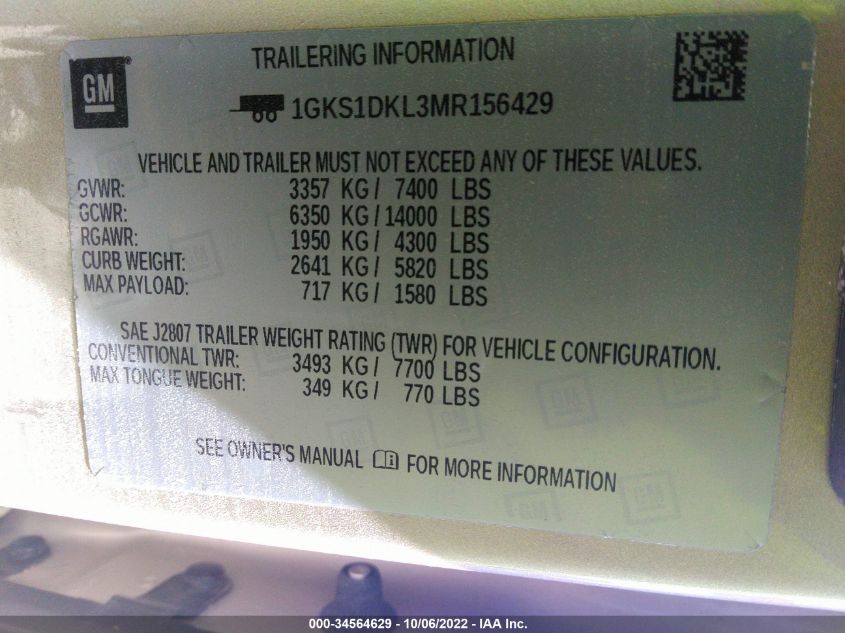 GM
TRAILERING INFORMATION
1GKS1DKL3MR156429
VEHICLE AND TRAILER MUST NOT EXCEED ANY OF THESE VALUES.
GVWR: 3357 KG / 7400 LBS
GCWR: 6350 KG / 14000 LBS
RGAWR: 1950 KG / 4300 LBS
CURB WEIGHT: 2641 KG / 5820 LBS
MAX PAYLOAD: 717 KG / 1580 LBS
SAE J2807 TRAILER WEIGHT RATING (TWR) FOR VEHICLE CONFIGURATION.
CONVENTIONAL TWR: 3493 KG / 7700 LBS
MAX TONGUE WEIGHT: 349 KG / 770 LBS
SEE OWNER'S MANUAL FOR MORE INFORMATION
000-34564629 - 10/06/2022 - IAA Inc.